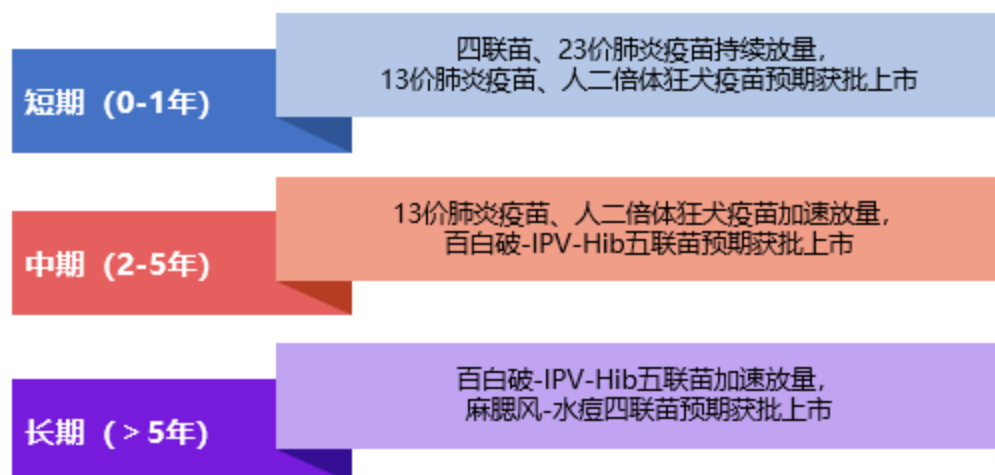 四联苗、23价肺炎疫苗持续放量，
13价肺炎疫苗、人二倍体狂犬疫苗预期获批上市
短期（0-1年）
13价肺炎疫苗、人二倍体狂犬疫苗加速放量，
百白破-IPV-Hib五联苗预期获批上市
中期（2-5年）
百白破-IPV-Hib五联苗加速放量，
麻腮风-水痘四联苗预期获批上市
长期（＞5年）